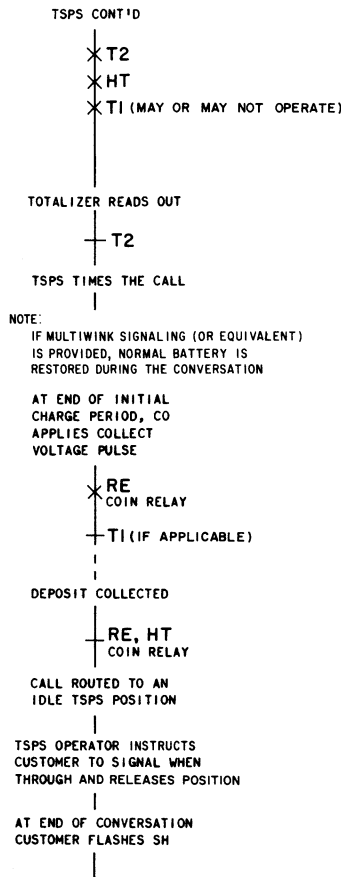 TSPS CONT'D
T2
HT
T1 (MAY OR MAY NOT OPERATE)
TOTALIZER READS OUT
T2
TSPS TIMES THE CALL
NOTE:
IF MULTIWINK SIGNALING (OR EQUIVALENT)
IS PROVIDED, NORMAL BATTERY IS
RESTORED DURING THE CONVERSATION
AT END OF INITIAL
CHARGE PERIOD, CO
APPLIES COLLECT
VOLTAGE PULSE
RE
COIN RELAY
T1 (IF APPLICABLE)
DEPOSIT COLLECTED
RE, HT
COIN RELAY
CALL ROUTED TO AN
IDLE TSPS POSITION
TSPS OPERATOR INSTRUCTS
CUSTOMER TO SIGNAL WHEN
THROUGH AND RELEASES POSITION
AT END OF CONVERSATION
CUSTOMER FLASHES SH